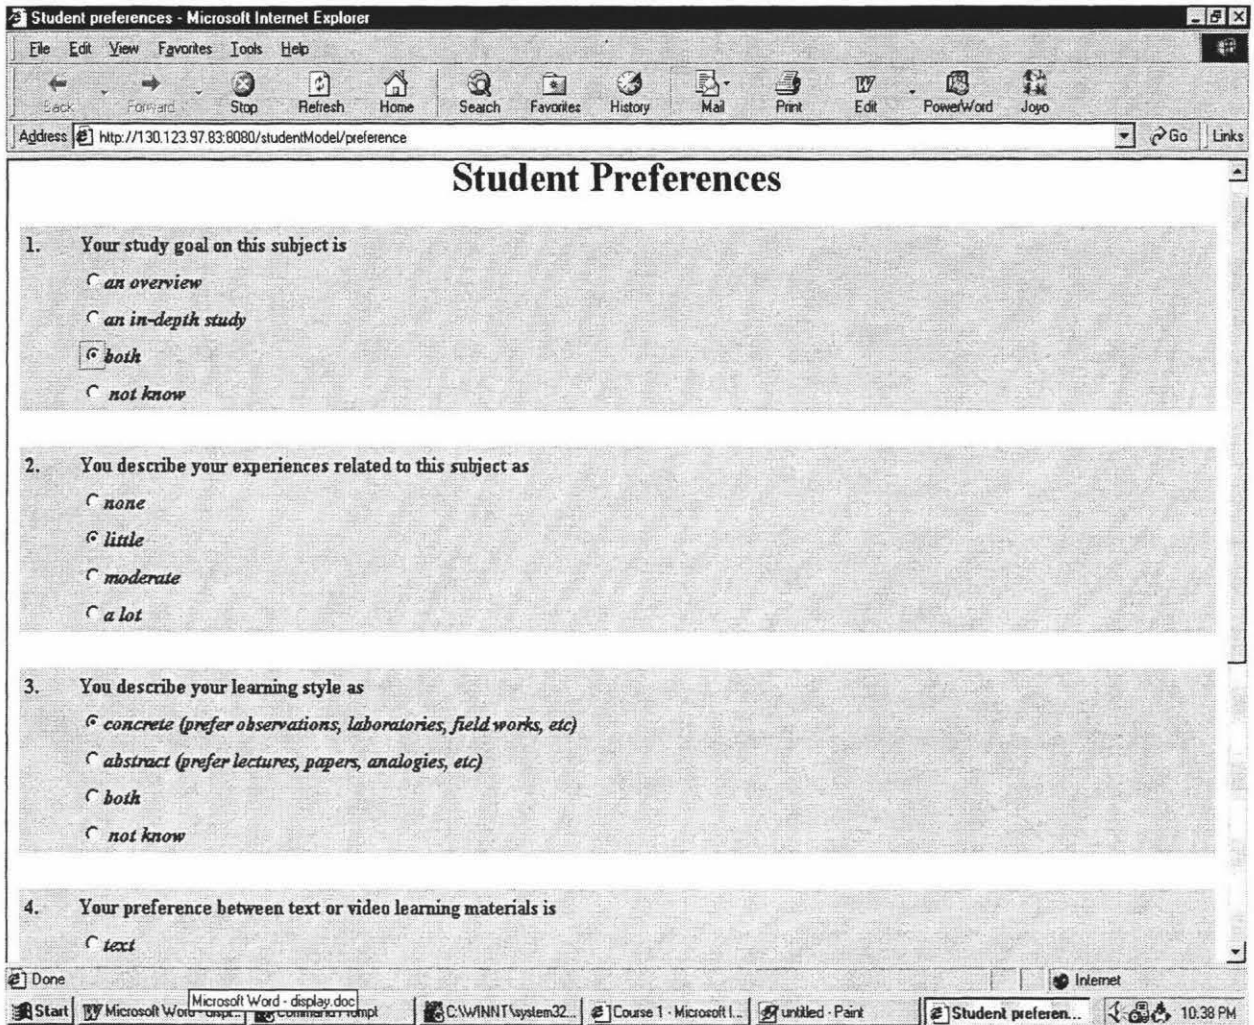 Student preferences - Microsoft Internet Explorer
File Edit View Favorites Tools Help
Back Forward Stop Refresh Home Search Favorites History Mail Print Edit PowerWord Joyo
Address http://130.123.97.83:8080/studentModel/preference Go Links
Student Preferences
1. Your study goal on this subject is
an overview
an in-depth study
both
not know
2. You describe your experiences related to this subject as
none
little
moderate
a lot
3. You describe your learning style as
concrete (prefer observations, laboratories, field works, etc)
abstract (prefer lectures, papers, analogies, etc)
both
not know
4. Your preference between text or video learning materials is
text
Done Internet
Microsoft Word - display.doc
Start Microsoft Word Command Prompt C:\WINNT\system32... Course 1 - Microsoft I... untitled - Paint Student preferen... 10:38 PM